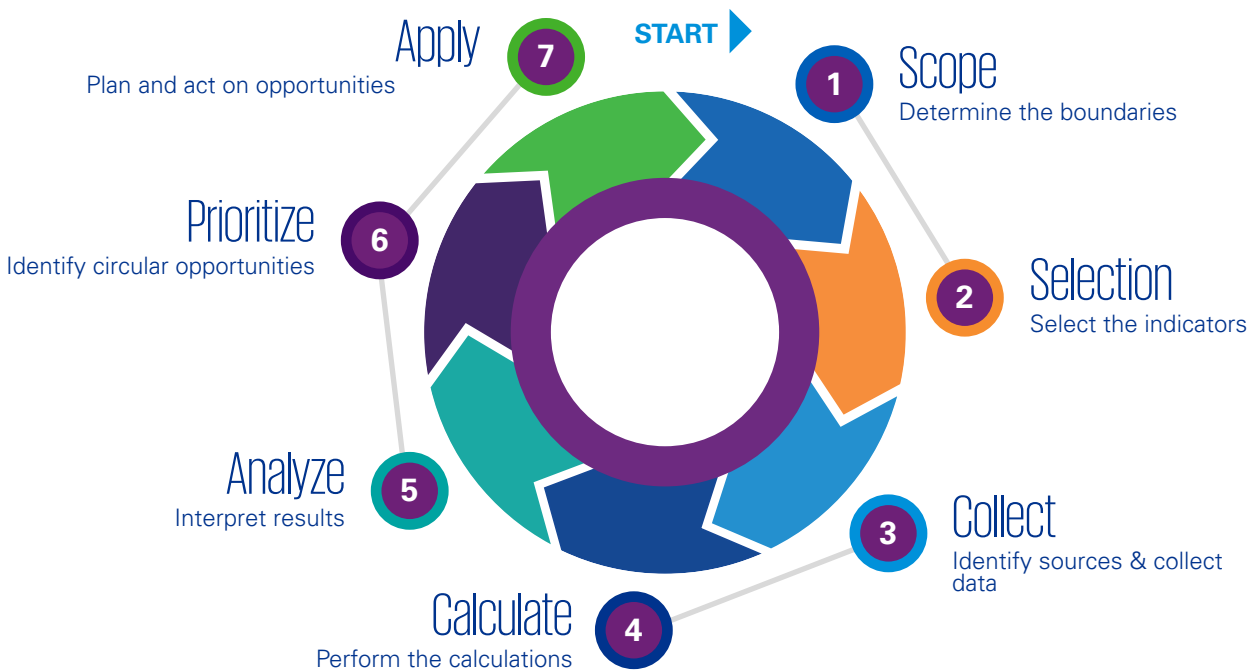 START
1
Scope
Determine the boundaries
2
Selection
Select the indicators
3
Collect
Identify sources & collect
data
4
Calculate
Perform the calculations
5
Analyze
Interpret results
6
Prioritize
Identify circular opportunities
7
Apply
Plan and act on opportunities